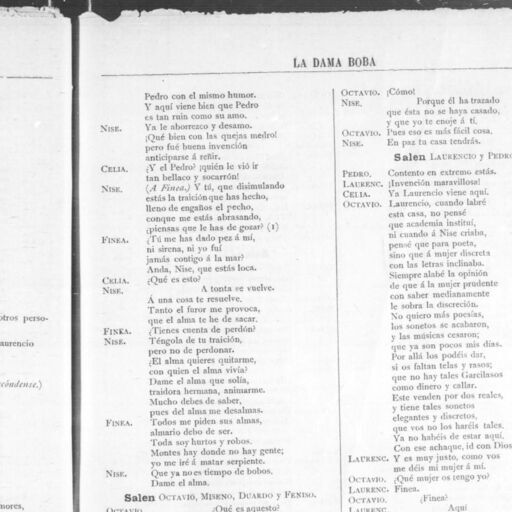 otros perso-
aurencio
scóndense.)
mores,
LA DAMA BOBA
Pedro con el mismo humor.
Y aquí viene bien que Pedro
es tan ruin como su amo.
NISE. Ya le aborrezco y desamo.
¡Qué bien con las quejas medro!
pero fué buena invención
anticiparse á reñir.
CELIA. ¿Y el Pedro? ¡quién le vió ir
tan bellaco y socarrón!
NISE. (A Finea.) Y tú, que disimulando
estás la traición que has hecho,
lleno de engaños el pecho,
conque me estás abrasando,
¿piensas que le has de gozar? (1)
FINEA. ¿Tú me has dado pez á mí,
ni sirena, ni yo fuí
jamás contigo á la mar?
Anda, Nise, que estás loca.
CELIA. ¿Qué es esto?
NISE. A tonta se vuelve.
Á una cosa te resuelve.
Tanto el furor me provoca,
que el alma te he de sacar.
FINEA. ¿Tienes cuenta de perdón?
NISE. Téngola de tu traición,
pero no de perdonar.
¿El alma quieres quitarme,
con quien el alma vivía?
Dame el alma que solía,
traidora hermana, animarme.
Mucho debes de saber,
pues del alma me desalmas.
FINEA. Todos me piden sus almas,
almario debo de ser.
Toda soy hurtos y robos.
Montes hay donde no hay gente;
yo me iré á matar serpiente.
NISE. Que ya no es tiempo de bobos.
Dame el alma.
Salen OCTAVIO, MISENO, DUARDO y FENISO.
OCTAVIO. ¿Qué es aquesto?
OCTAVIO. ¡Cómo!
NISE. Porque él ha trazado
que ésta no se haya casado,
y que yo te enoje á tí.
OCTAVIO. Pues eso es más fácil cosa.
NISE. En paz tu casa tendrás.
Salen LAURENCIO y PEDRO
PEDRO. Contento en extremo estás.
LAURENC. ¡Invención maravillosa!
CELIA. Ya Laurencio viene aquí.
OCTAVIO. Laurencio, cuando labré
esta casa, no pensé
que academia instituí,
ni cuando á Nise criaba,
pensé que para poeta,
sino que á mujer discreta
con las letras inclinaba.
Siempre alabé la opinión
de que á la mujer prudente
con saber medianamente
le sobra la discreción.
No quiero más poesías,
los sonetos se acabaron,
y las músicas cesaron;
que ya son pocos mis días.
Por allá los podéis dar,
si os faltan telas y rasos;
que no hay tales Garcilasos
como dinero y callar.
Este venden por dos reales,
y tiene tales sonetos
elegantes y discretos,
que vos no los haréis tales.
Ya no habéis de estar aquí.
Con ese achaque, id con Dios
LAURENC. Y es muy justo, como vos
me déis mi mujer á mí.
OCTAVIO. ¿Qué mujer os tengo yo?
LAURENC. Finea.
OCTAVIO. ¿Finea?
LAURENC. Aquí